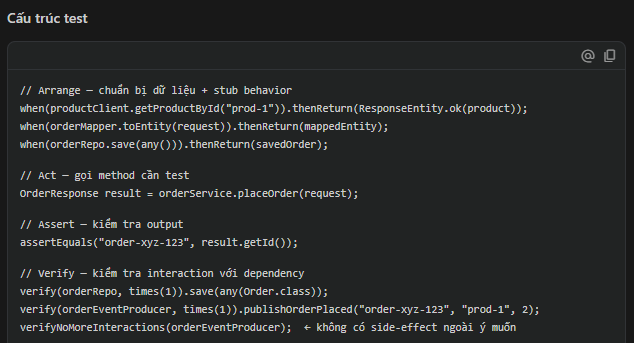 Cấu trúc test
// Arrange — chuẩn bị dữ liệu + stub behavior
when(productClient.getProductById("prod-1")).thenReturn(ResponseEntity.ok(product));
when(orderMapper.toEntity(request)).thenReturn(mappedEntity);
when(orderRepo.save(any())).thenReturn(savedOrder);
// Act — gọi method cần test
OrderResponse result = orderService.placeOrder(request);
// Assert — kiểm tra output
assertEquals("order-xyz-123", result.getId());
// Verify — kiểm tra interaction với dependency
verify(orderRepo, times(1)).save(any(Order.class));
verify(orderEventProducer, times(1)).publishOrderPlaced("order-xyz-123", "prod-1", 2);
verifyNoMoreInteractions(orderEventProducer);  ← không có side-effect ngoài ý muốn